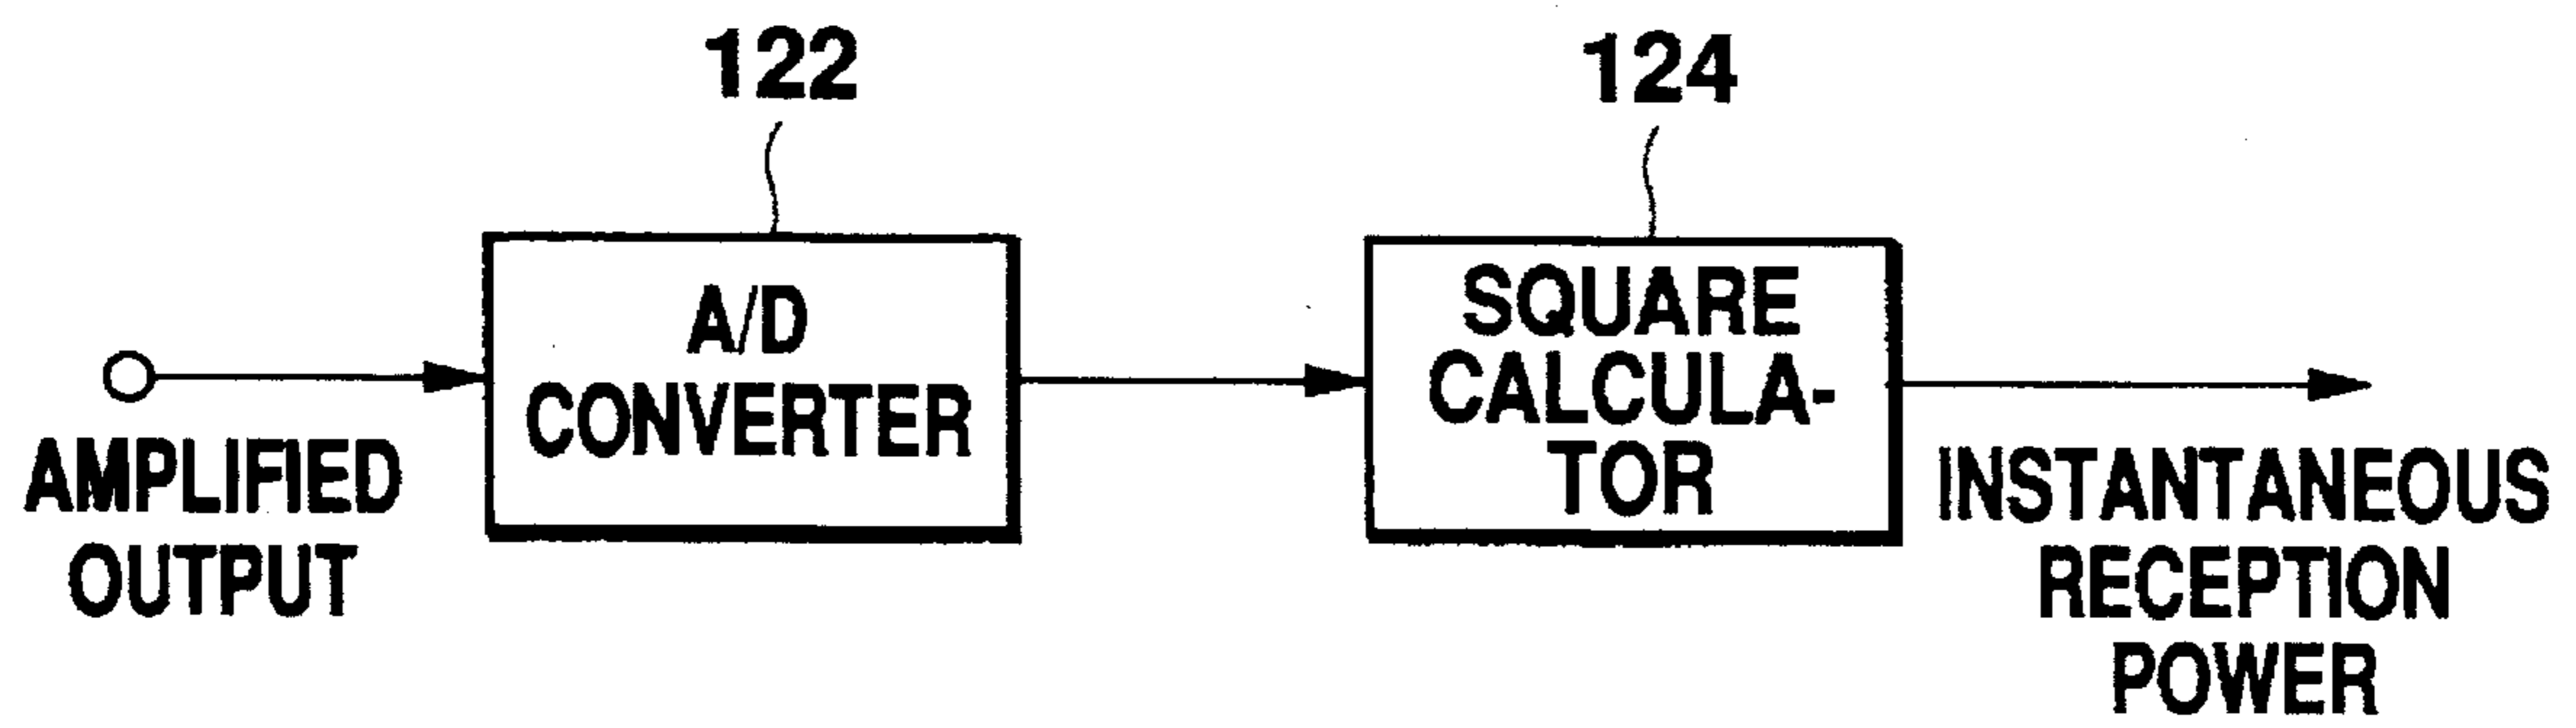 122
124
A/D
CONVERTER
SQUARE
CALCULA-
TOR
AMPLIFIED
OUTPUT
INSTANTANEOUS
RECEPTION
POWER